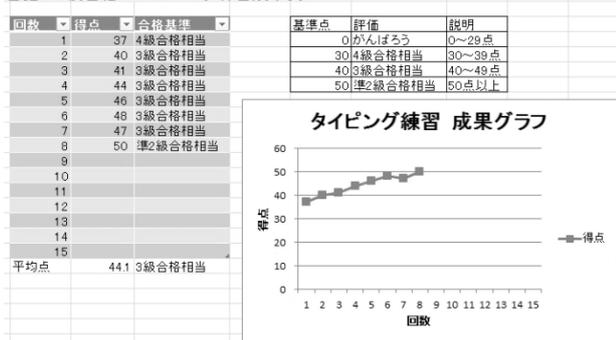 回数 得点 合格基準
1 37 4級合格相当
2 40 3級合格相当
3 41 3級合格相当
4 44 3級合格相当
5 46 3級合格相当
6 48 3級合格相当
7 47 3級合格相当
8 50 準2級合格相当
9
10
11
12
13
14
15
平均点 44.1 3級合格相当
基準点 評価 説明
0 がんばろう 0～29点
30 4級合格相当 30～39点
40 3級合格相当 40～49点
50 準2級合格相当 50点以上
タイピング練習 成果グラフ
60
50
40
30
20
10
0
得点
1 2 3 4 5 6 7 8 9 10 11 12 13 14 15
回数
得点